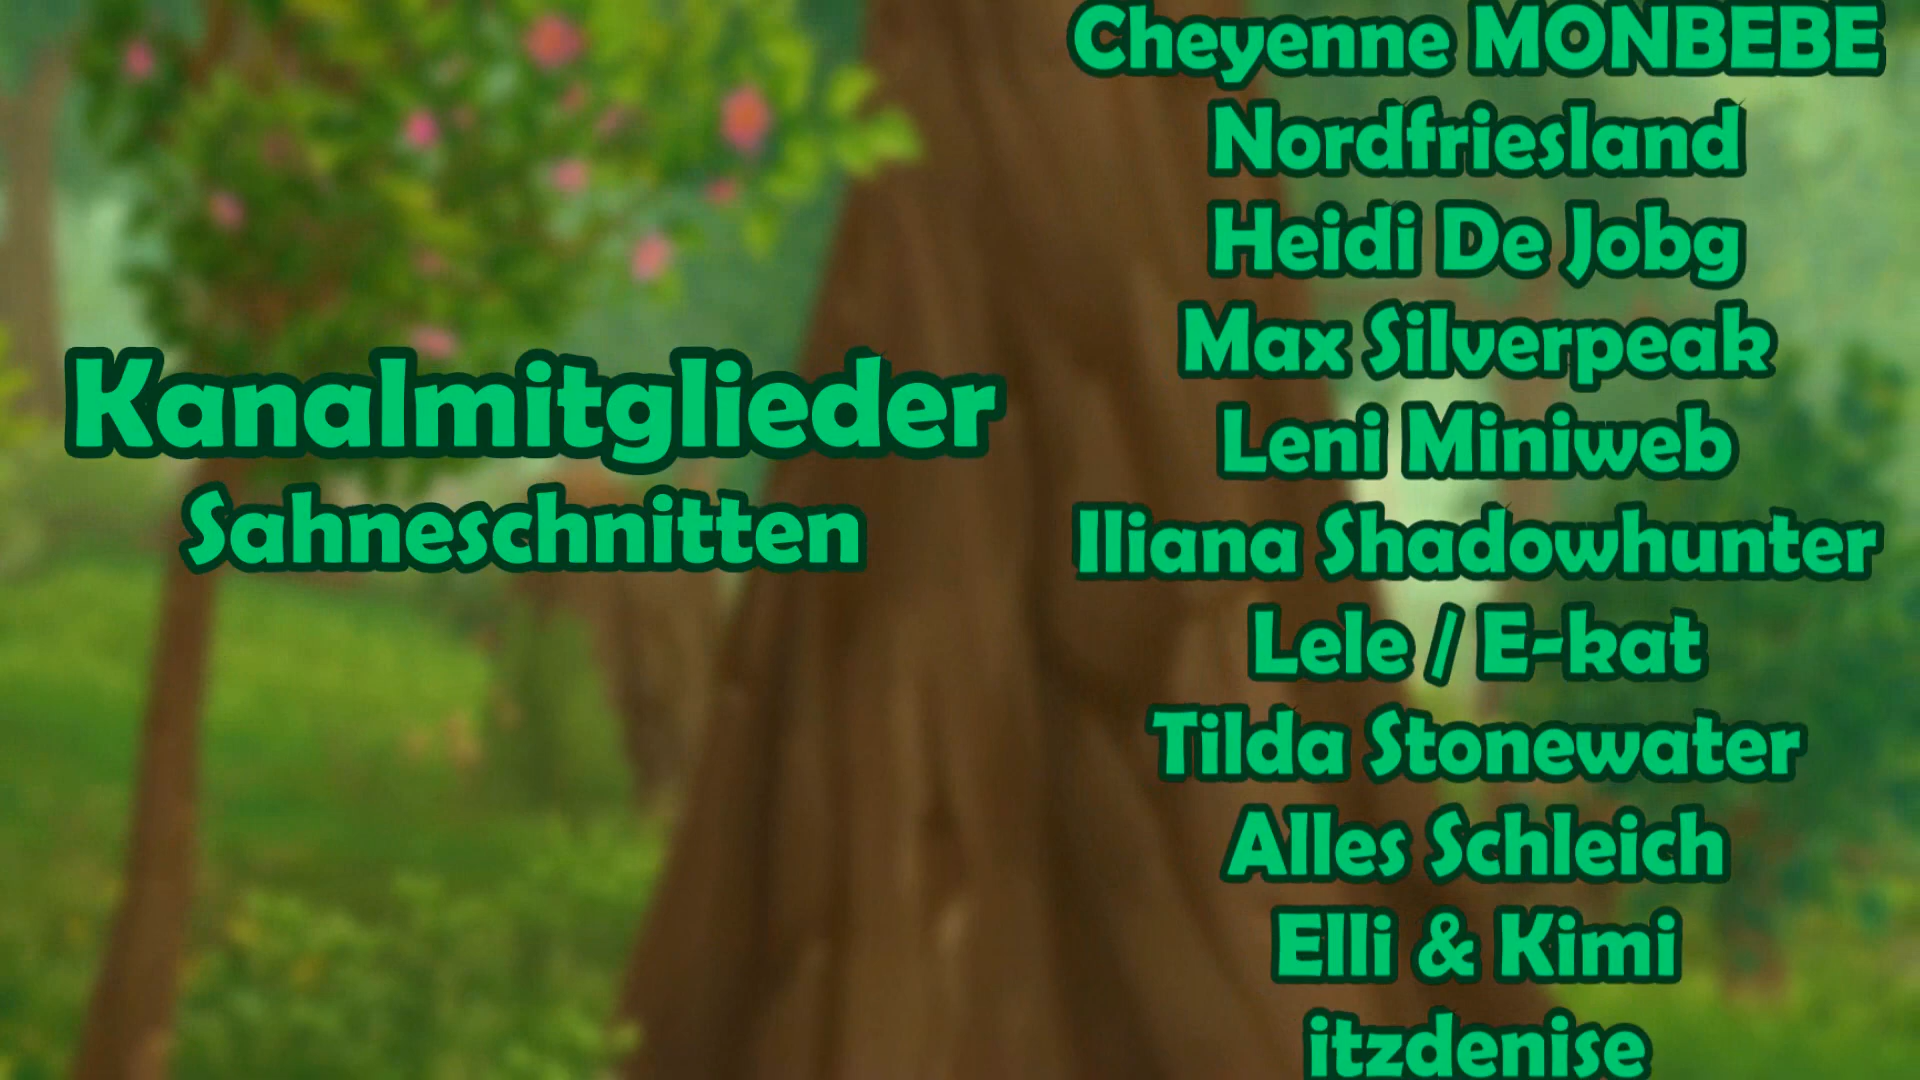 Kanalmitglieder
Sahneschnitten
Cheyenne MONBEBE
Nordfriesland
Heidi De Jobg
Max Silverpeak
Leni Miniweb
Iliana Shadowhunter
Lele / E-kat
Tilda Stonewater
Alles Schleich
Elli & Kimi
itzdenise